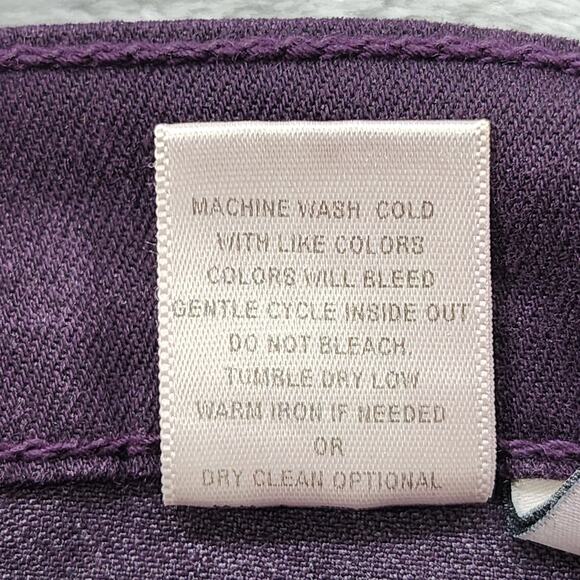 MACHINE WASH COLD
WITH LIKE COLORS
COLORS WILL BLEED
GENTLE CYCLE INSIDE OUT
DO NOT BLEACH.
TUMBLE DRY LOW
WARM IRON IF NEEDED
OR
DRY CLEAN OPTIONAL